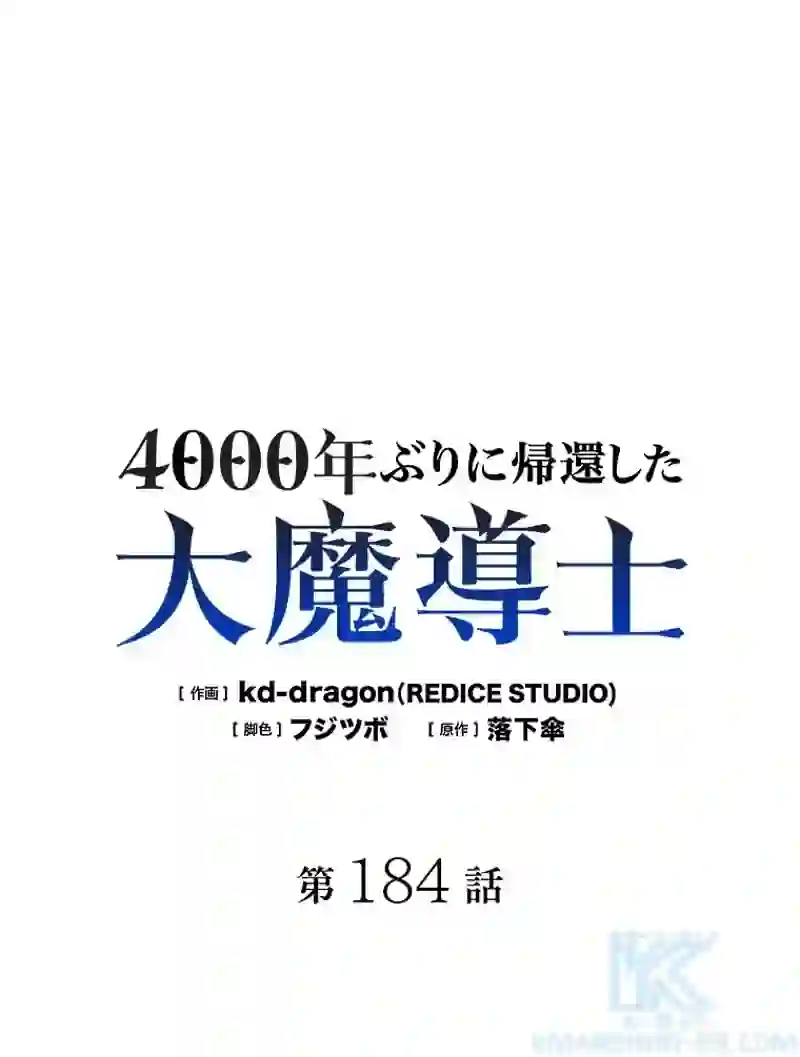 4000年ぶりに帰還した
大魔導士
[作画] kd-dragon(REDICE STUDIO)
[脚色] フジツボ [原作] 落下傘
第184話